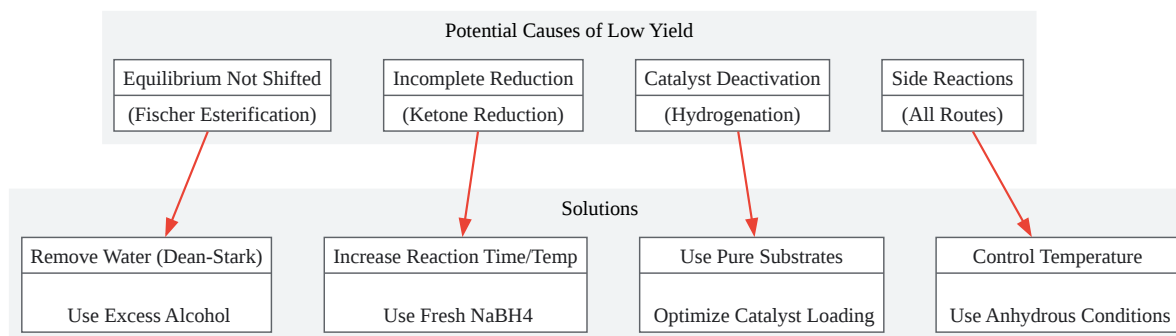 Potential Causes of Low Yield
Equilibrium Not Shifted
(Fischer Esterification)
Incomplete Reduction
(Ketone Reduction)
Catalyst Deactivation
(Hydrogenation)
Side Reactions
(All Routes)
Solutions
Remove Water (Dean-Stark)
Use Excess Alcohol
Increase Reaction Time/Temp
Use Fresh NaBH4
Use Pure Substrates
Optimize Catalyst Loading
Control Temperature
Use Anhydrous Conditions